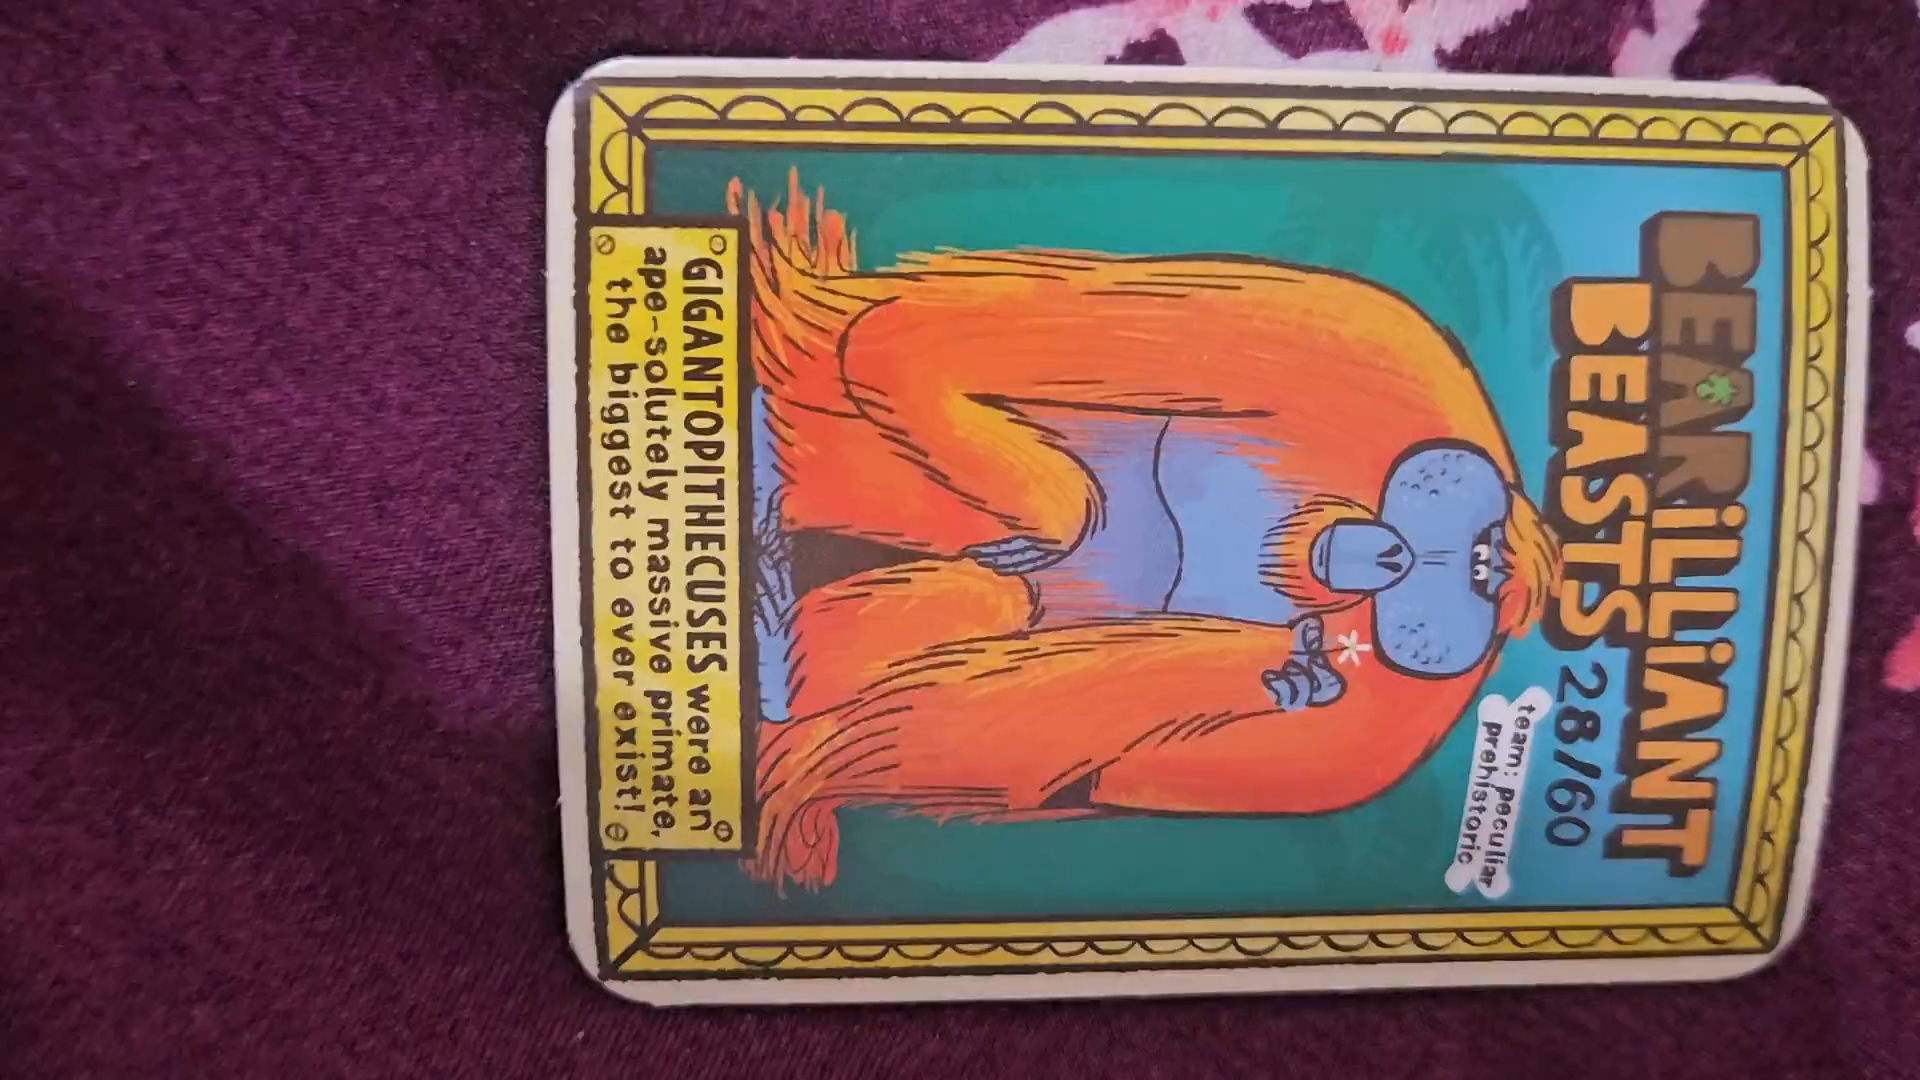 BEARiLLiANT
BEASTS 28/60
team: peculiar
prehistoric
GIGANTOPITHECUSES were an
ape-solutely massive primate,
the biggest to ever exist!